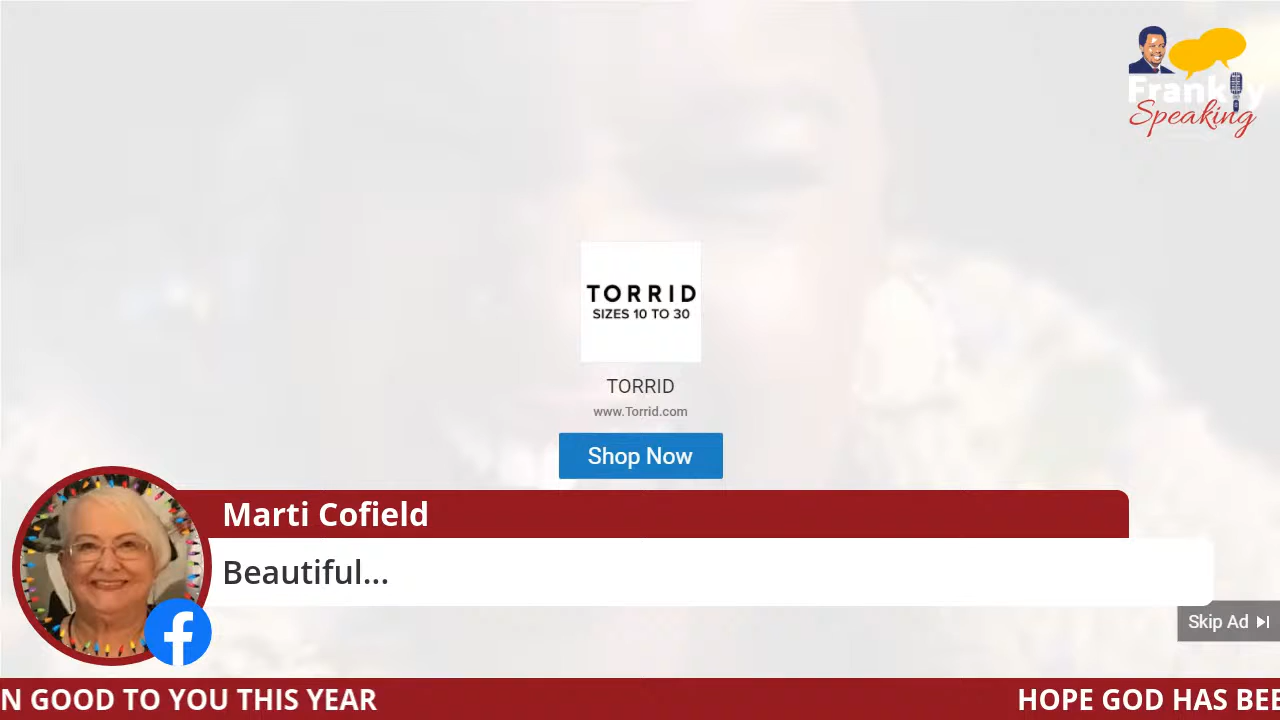 Frankly
Speaking
TORRID
SIZES 10 TO 30
TORRID
www.Torrid.com
Shop Now
Marti Cofield
Beautiful...
Skip Ad
N GOOD TO YOU THIS YEAR
HOPE GOD HAS BEE